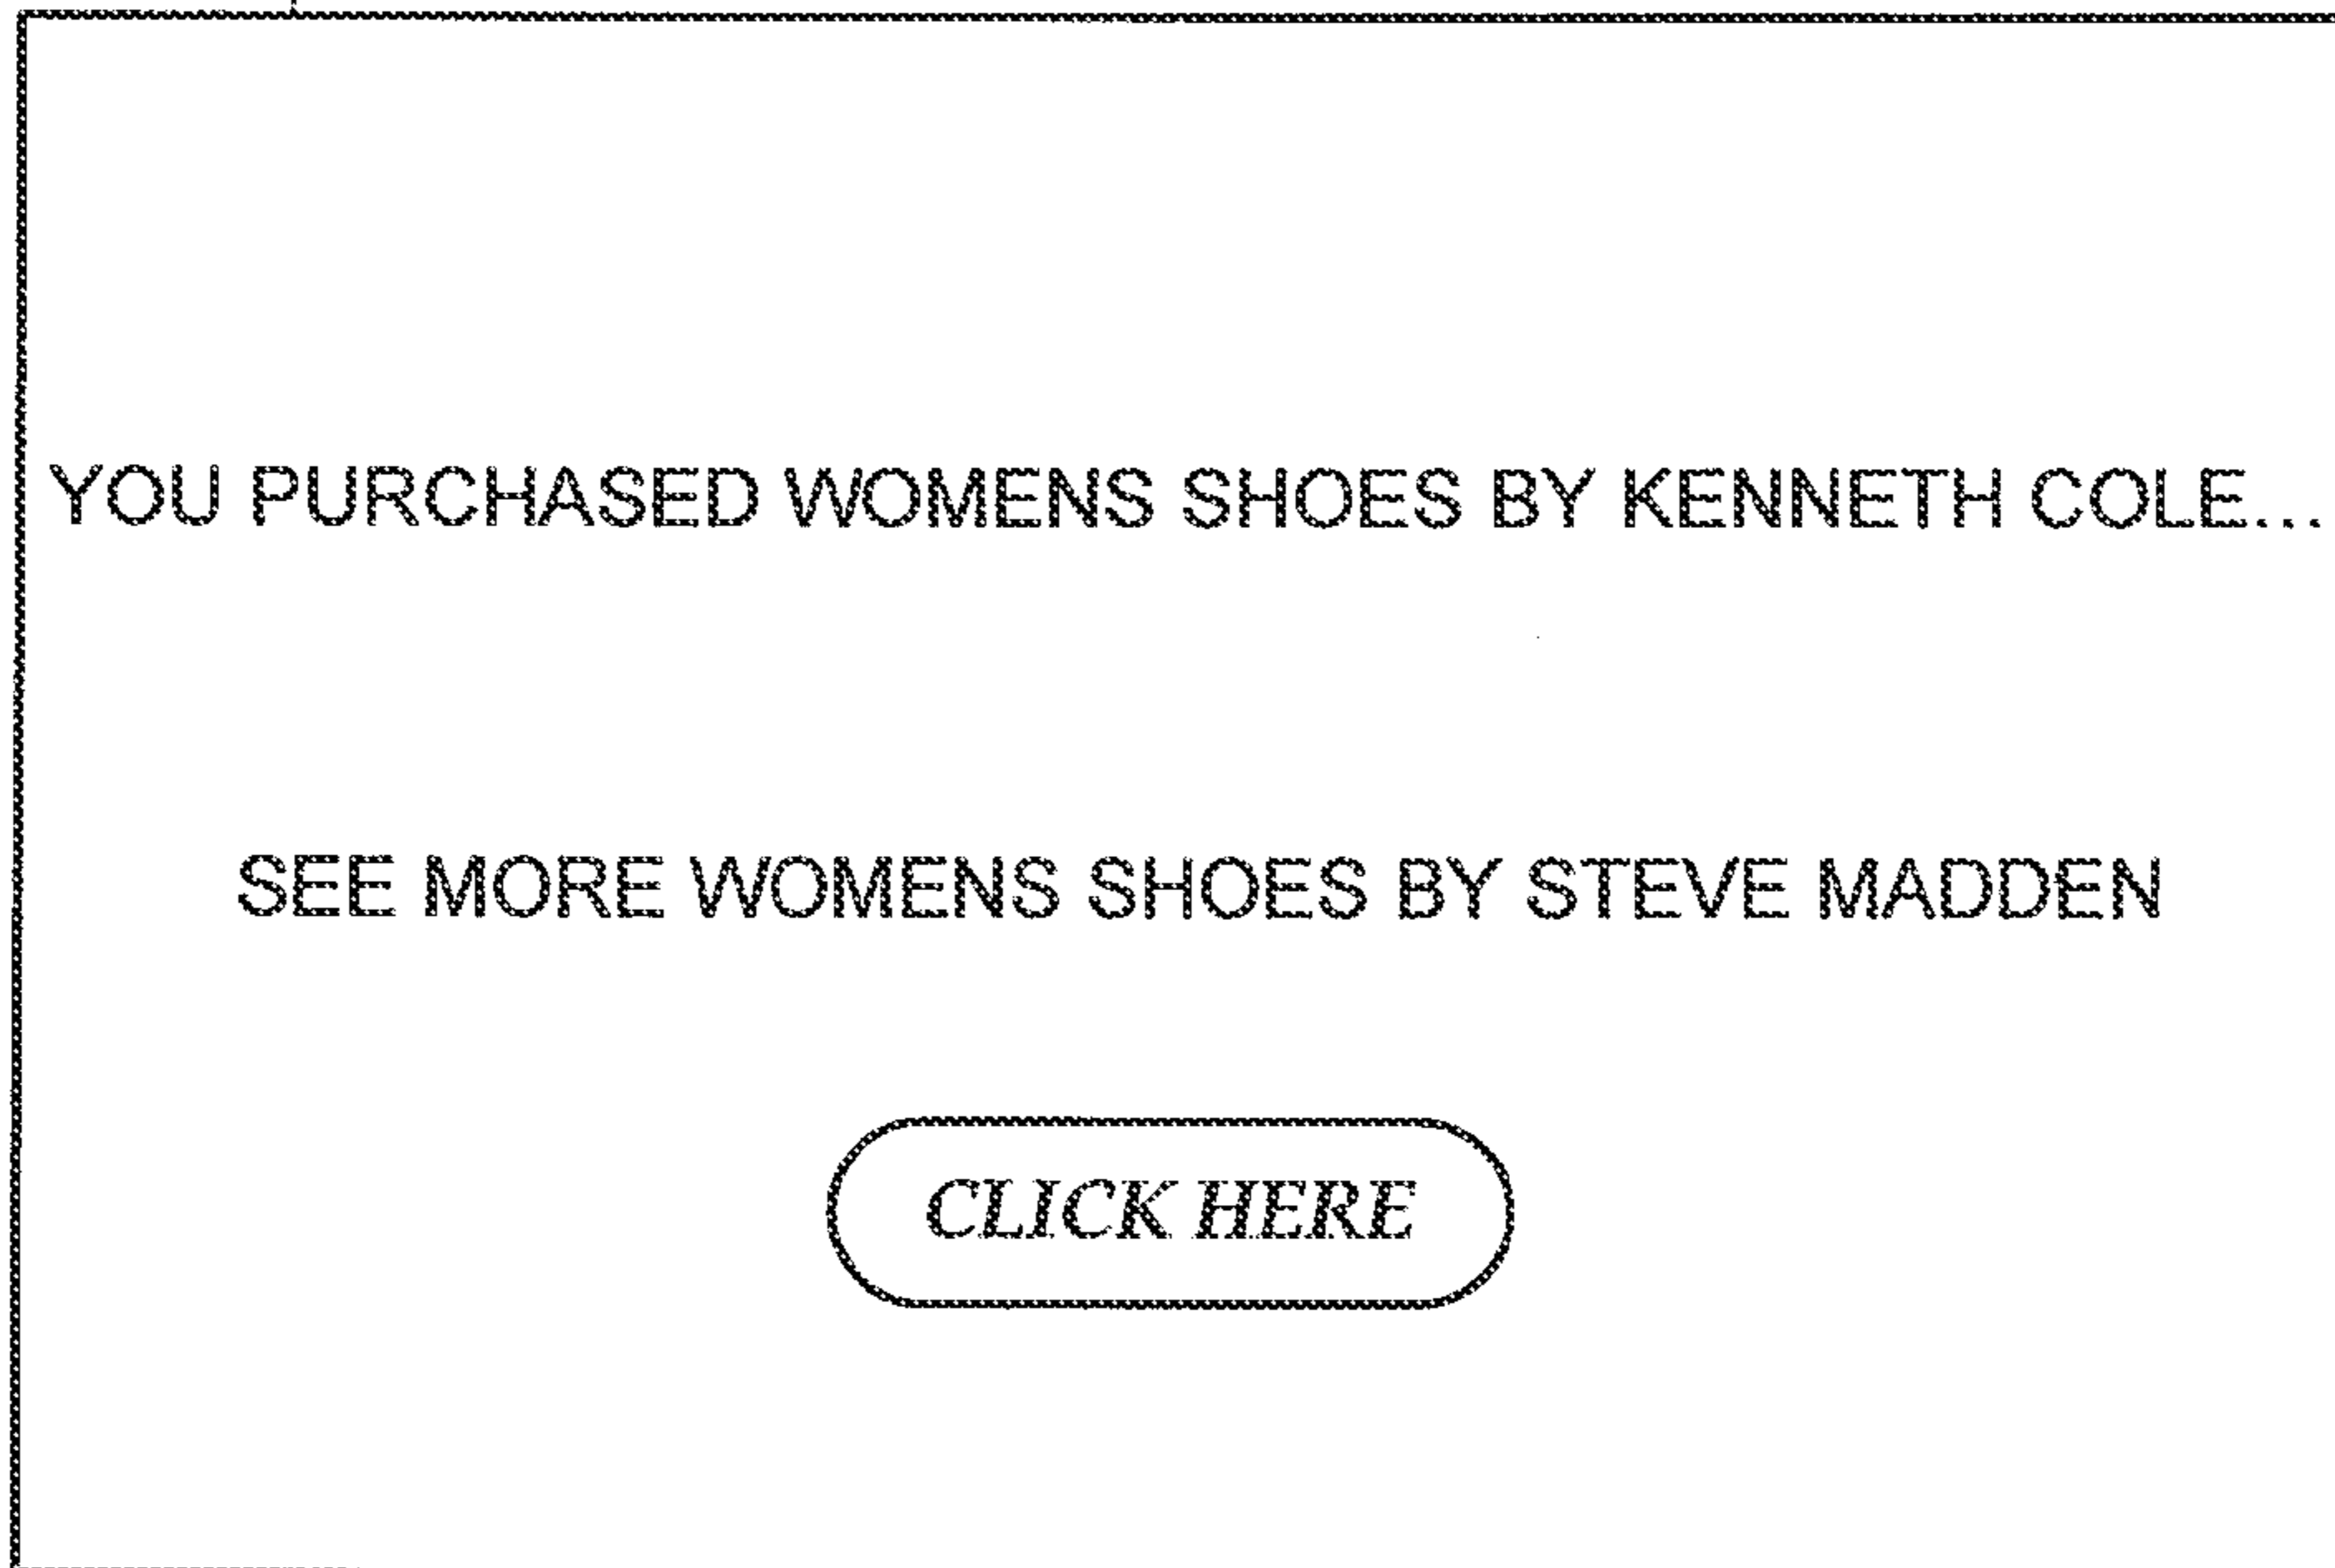 YOU PURCHASED WOMENS SHOES BY KENNETH COLE...
SEE MORE WOMENS SHOES BY STEVE MADDEN
CLICK HERE